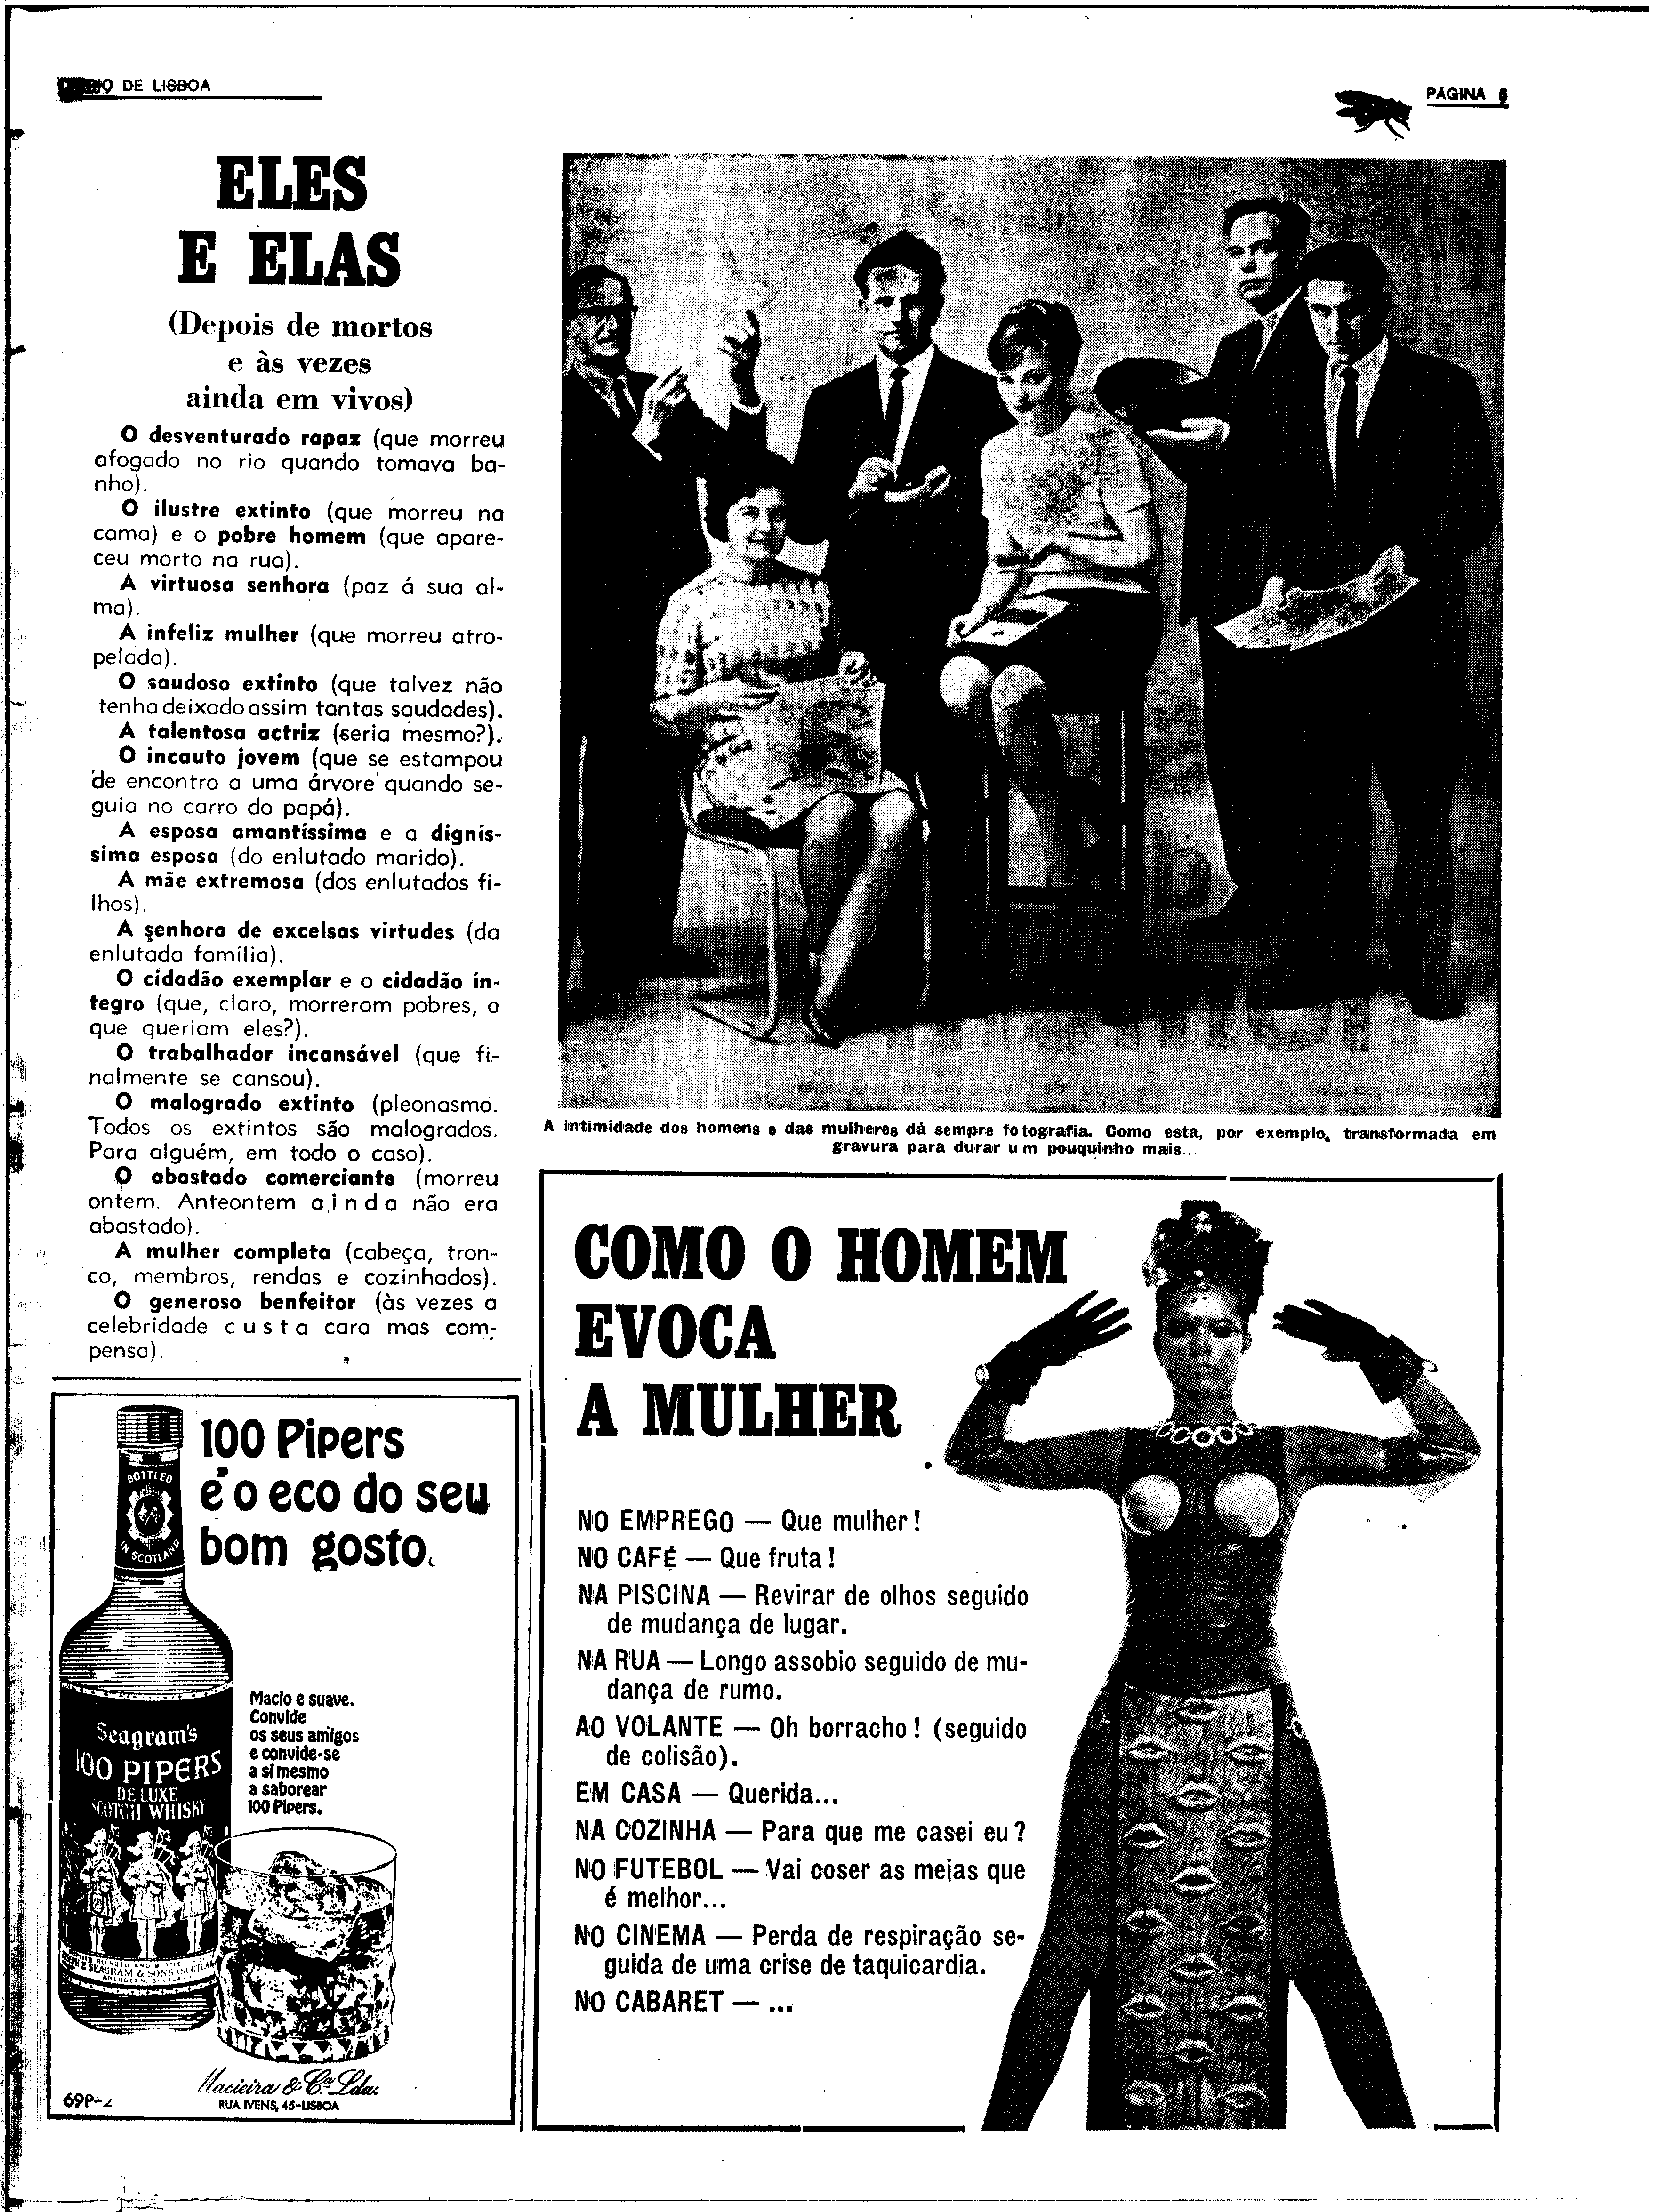 DE LISBOA
PÁGINA 5
ELES
E ELAS
(Depois de mortos
e às vezes
ainda em vivos)
O desventurado rapaz (que morreu
afogado no rio quando tomava ba-
nho).
O ilustre extinto (que morreu na
cama) e o pobre homem (que apare-
ceu morto na rua).
A virtuosa senhora (paz á sua al-
ma).
A infeliz mulher (que morreu atro-
pelada).
O saudoso extinto (que talvez não
tenha deixado assim tantas saudades).
A talentosa actriz (seria mesmo?).
O incauto jovem (que se estampou
de encontro a uma árvore quando se-
guia no carro do papá).
A esposa amantíssima e a dignís-
sima esposa (do enlutado marido).
A mãe extremosa (dos enlutados fi-
lhos).
A senhora de excelsas virtudes (da
enlutada família).
O cidadão exemplar e o cidadão ín-
tegro (que, claro, morreram pobres, o
que queriam eles?).
O trabalhador incansável (que fi-
nalmente se cansou).
O malogrado extinto (pleonasmo.
Todos os extintos são malogrados.
Para alguém, em todo o caso).
O abastado comerciante (morreu
ontem. Anteontem ainda não era
abastado).
A mulher completa (cabeça, tron-
co, membros, rendas e cozinhados).
O generoso benfeitor (às vezes a
celebridade custa cara mas com-
pensa).
A intimidade dos homens e das mulheres dá sempre fotografia. Como esta, por exemplo, transformada em
gravura para durar um pouquinho mais...
100 Pipers
é o eco do seu
bom gosto.
BOTTLED
IN SCOTLAND
Macio e suave.
Convide
os seus amigos
e convide-se
a si mesmo
a saborear
100 Pipers.
Seagram's
100 PIPERS
DE LUXE
SCOTCH WHISKY
SEAGRAM & SONS
Macieira & C.ª Lda.
RUA IVENS, 45-LISBOA
69P-2
COMO O HOMEM
EVOCA
A MULHER
NO EMPREGO — Que mulher!
NO CAFÉ — Que fruta!
NA PISCINA — Revirar de olhos seguido
de mudança de lugar.
NA RUA — Longo assobio seguido de mu-
dança de rumo.
AO VOLANTE — Oh borracho! (seguido
de colisão).
EM CASA — Querida...
NA COZINHA — Para que me casei eu?
NO FUTEBOL — Vai coser as meias que
é melhor...
NO CINEMA — Perda de respiração se-
guida de uma crise de taquicardia.
NO CABARET — ...